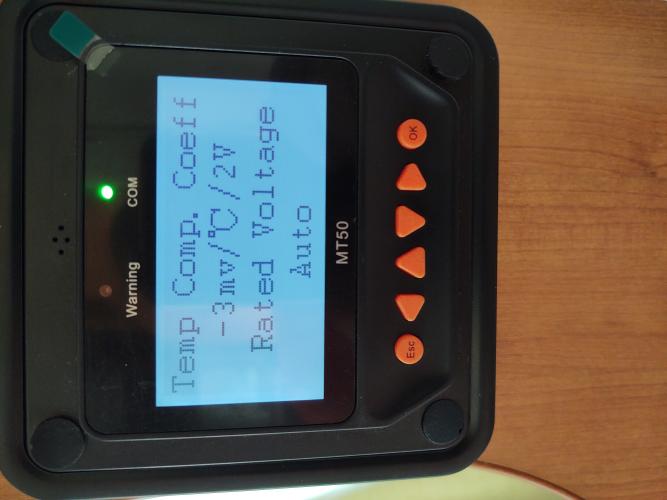 Warning COM
Temp Comp. Coeff
-3mv/℃/2V
Rated Voltage
Auto
MT50
Esc OK